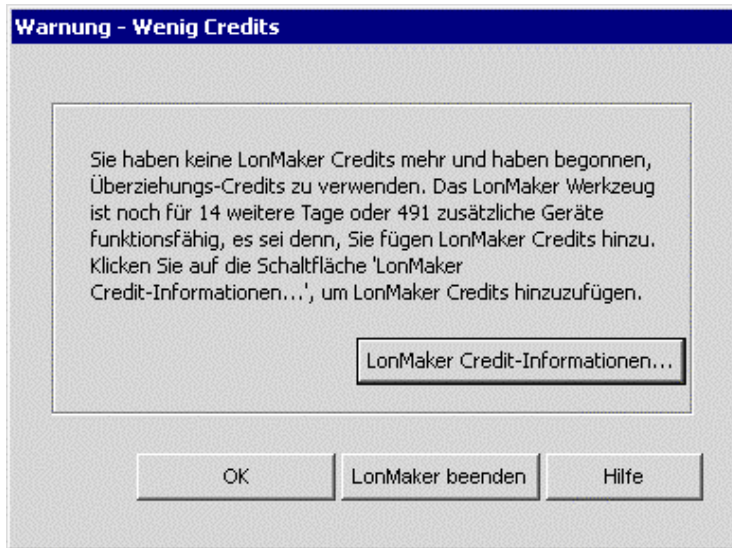 Warnung - Wenig Credits
Sie haben keine LonMaker Credits mehr und haben begonnen,
Überziehungs-Credits zu verwenden. Das LonMaker Werkzeug
ist noch für 14 weitere Tage oder 491 zusätzliche Geräte
funktionsfähig, es sei denn, Sie fügen LonMaker Credits hinzu.
Klicken Sie auf die Schaltfläche 'LonMaker
Credit-Informationen...', um LonMaker Credits hinzuzufügen.
LonMaker Credit-Informationen...
OK
LonMaker beenden
Hilfe